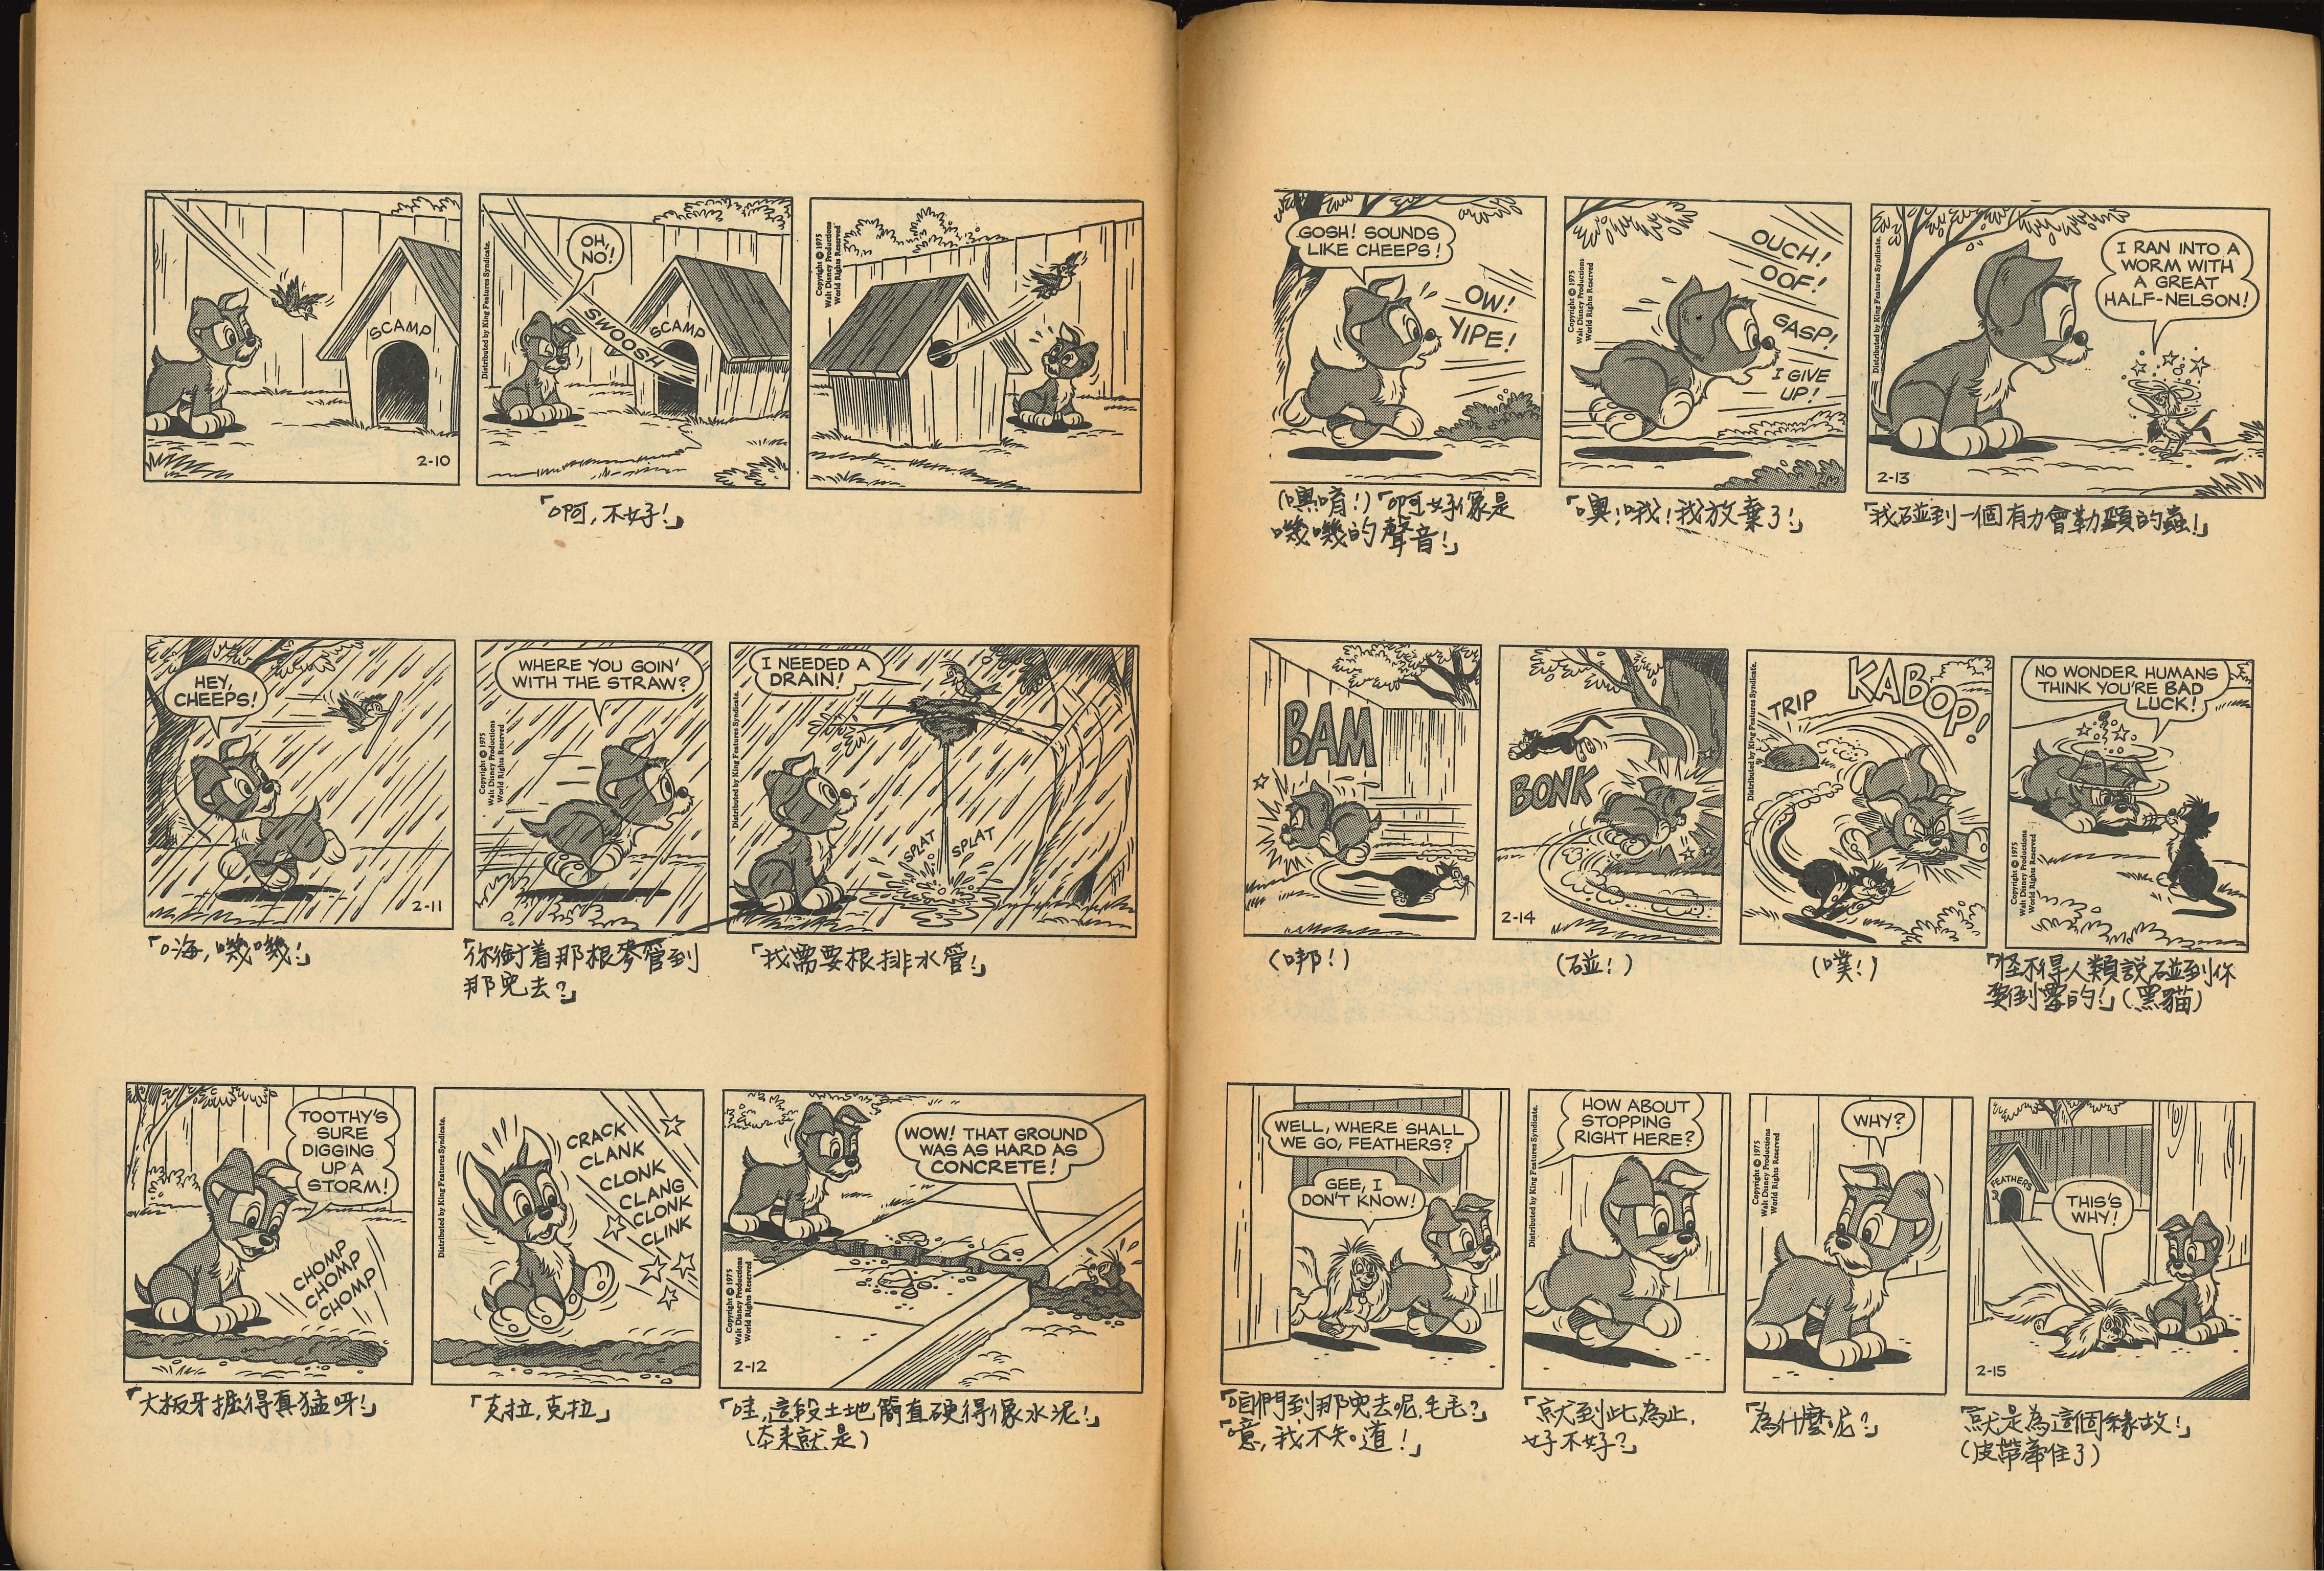 SCAMP
2-10
Distributed by King Features Syndicate.
OH,
NO!
SWOOSH
SCAMP
Copyright © 1975
Walt Disney Productions
World Rights Reserved
「啊,不好!」
HEY,
CHEEPS!
2-11
WHERE YOU GOIN'
WITH THE STRAW?
Copyright © 1975
Walt Disney Productions
World Rights Reserved
Distributed by King Features Syndicate.
I NEEDED A
DRAIN!
SPLAT
SPLAT
「嗨,嘰嘰!」
「你銜着那根麥管到
那兒去?」
「我需要根排水管!」
TOOTHY'S
SURE
DIGGING
UP A
STORM!
CHOMP
CHOMP
CHOMP
Distributed by King Features Syndicate.
CRACK
CLANK
CLONK
CLANG
CLONK
CLINK
WOW! THAT GROUND
WAS AS HARD AS
CONCRETE!
Copyright © 1975
Walt Disney Productions
World Rights Reserved
2-12
「大板牙掘得真猛呀!」
「克拉,克拉」
「哇,這段土地簡直硬得像水泥!」
(本來就是)
GOSH! SOUNDS
LIKE CHEEPS!
OW!
YIPE!
Copyright © 1975
Walt Disney Productions
World Rights Reserved
OUCH!
OOF!
GASP!
I GIVE
UP!
Distributed by King Features Syndicate.
I RAN INTO A
WORM WITH
A GREAT
HALF-NELSON!
2-13
(噢唷!)「啊好像是
嘰嘰的聲音!」
「噢!哦!我放棄了!」
「我碰到一個有力會勒頸的蟲!」
BAM
BONK
2-14
Distributed by King Features Syndicate.
TRIP
KABOP!
NO WONDER HUMANS
THINK YOU'RE BAD
LUCK!
Copyright © 1975
Walt Disney Productions
World Rights Reserved
(哪!)
(碰!)
(噗!)
「怪不得人類說碰到你
要倒霉的!」(黑貓)
WELL, WHERE SHALL
WE GO, FEATHERS?
GEE, I
DON'T KNOW!
Distributed by King Features Syndicate.
HOW ABOUT
STOPPING
RIGHT HERE?
Copyright © 1975
Walt Disney Productions
World Rights Reserved
WHY?
FEATHERS
THIS'S
WHY!
2-15
「咱們到那兒去呢,毛毛?」
「噫,我不知道!」
「就到此為止,
好不好?」
「為什麼呢?」
「就是為這個緣故!」
(皮帶牽住了)